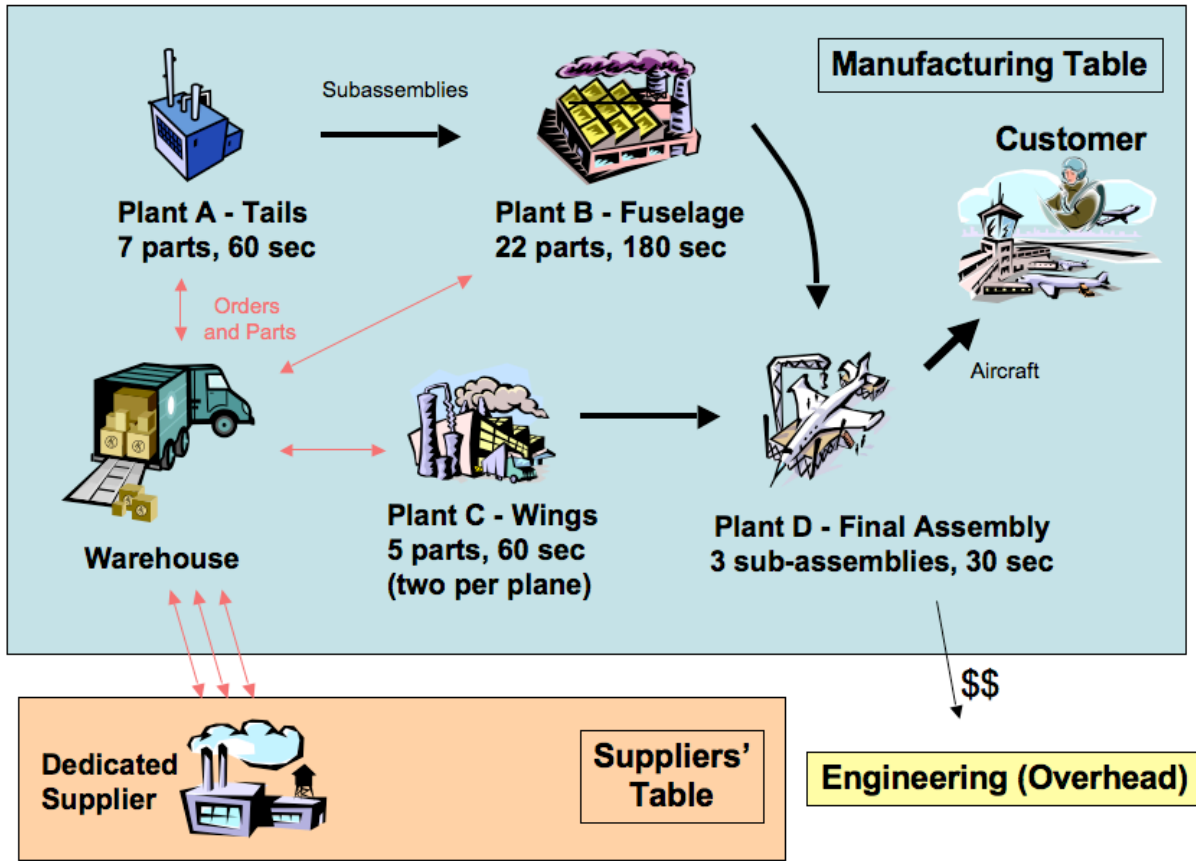 Manufacturing Table
Subassemblies
Customer
Plant A - Tails
7 parts, 60 sec
Plant B - Fuselage
22 parts, 180 sec
Orders
and Parts
Aircraft
Plant C - Wings
5 parts, 60 sec
(two per plane)
Plant D - Final Assembly
3 sub-assemblies, 30 sec
Warehouse
$$
Dedicated
Supplier
Suppliers’
Table
Engineering (Overhead)